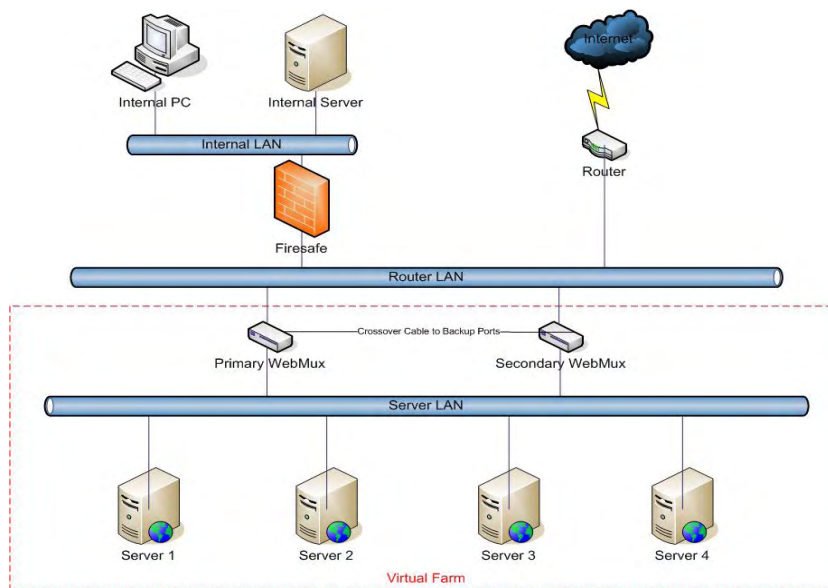 Internet
Internal PC
Internal Server
Internal LAN
Router
Firesafe
Router LAN
Crossover Cable to Backup Ports
Primary WebMux
Secondary WebMux
Server LAN
Server 1
Server 2
Server 3
Server 4
Virtual Farm